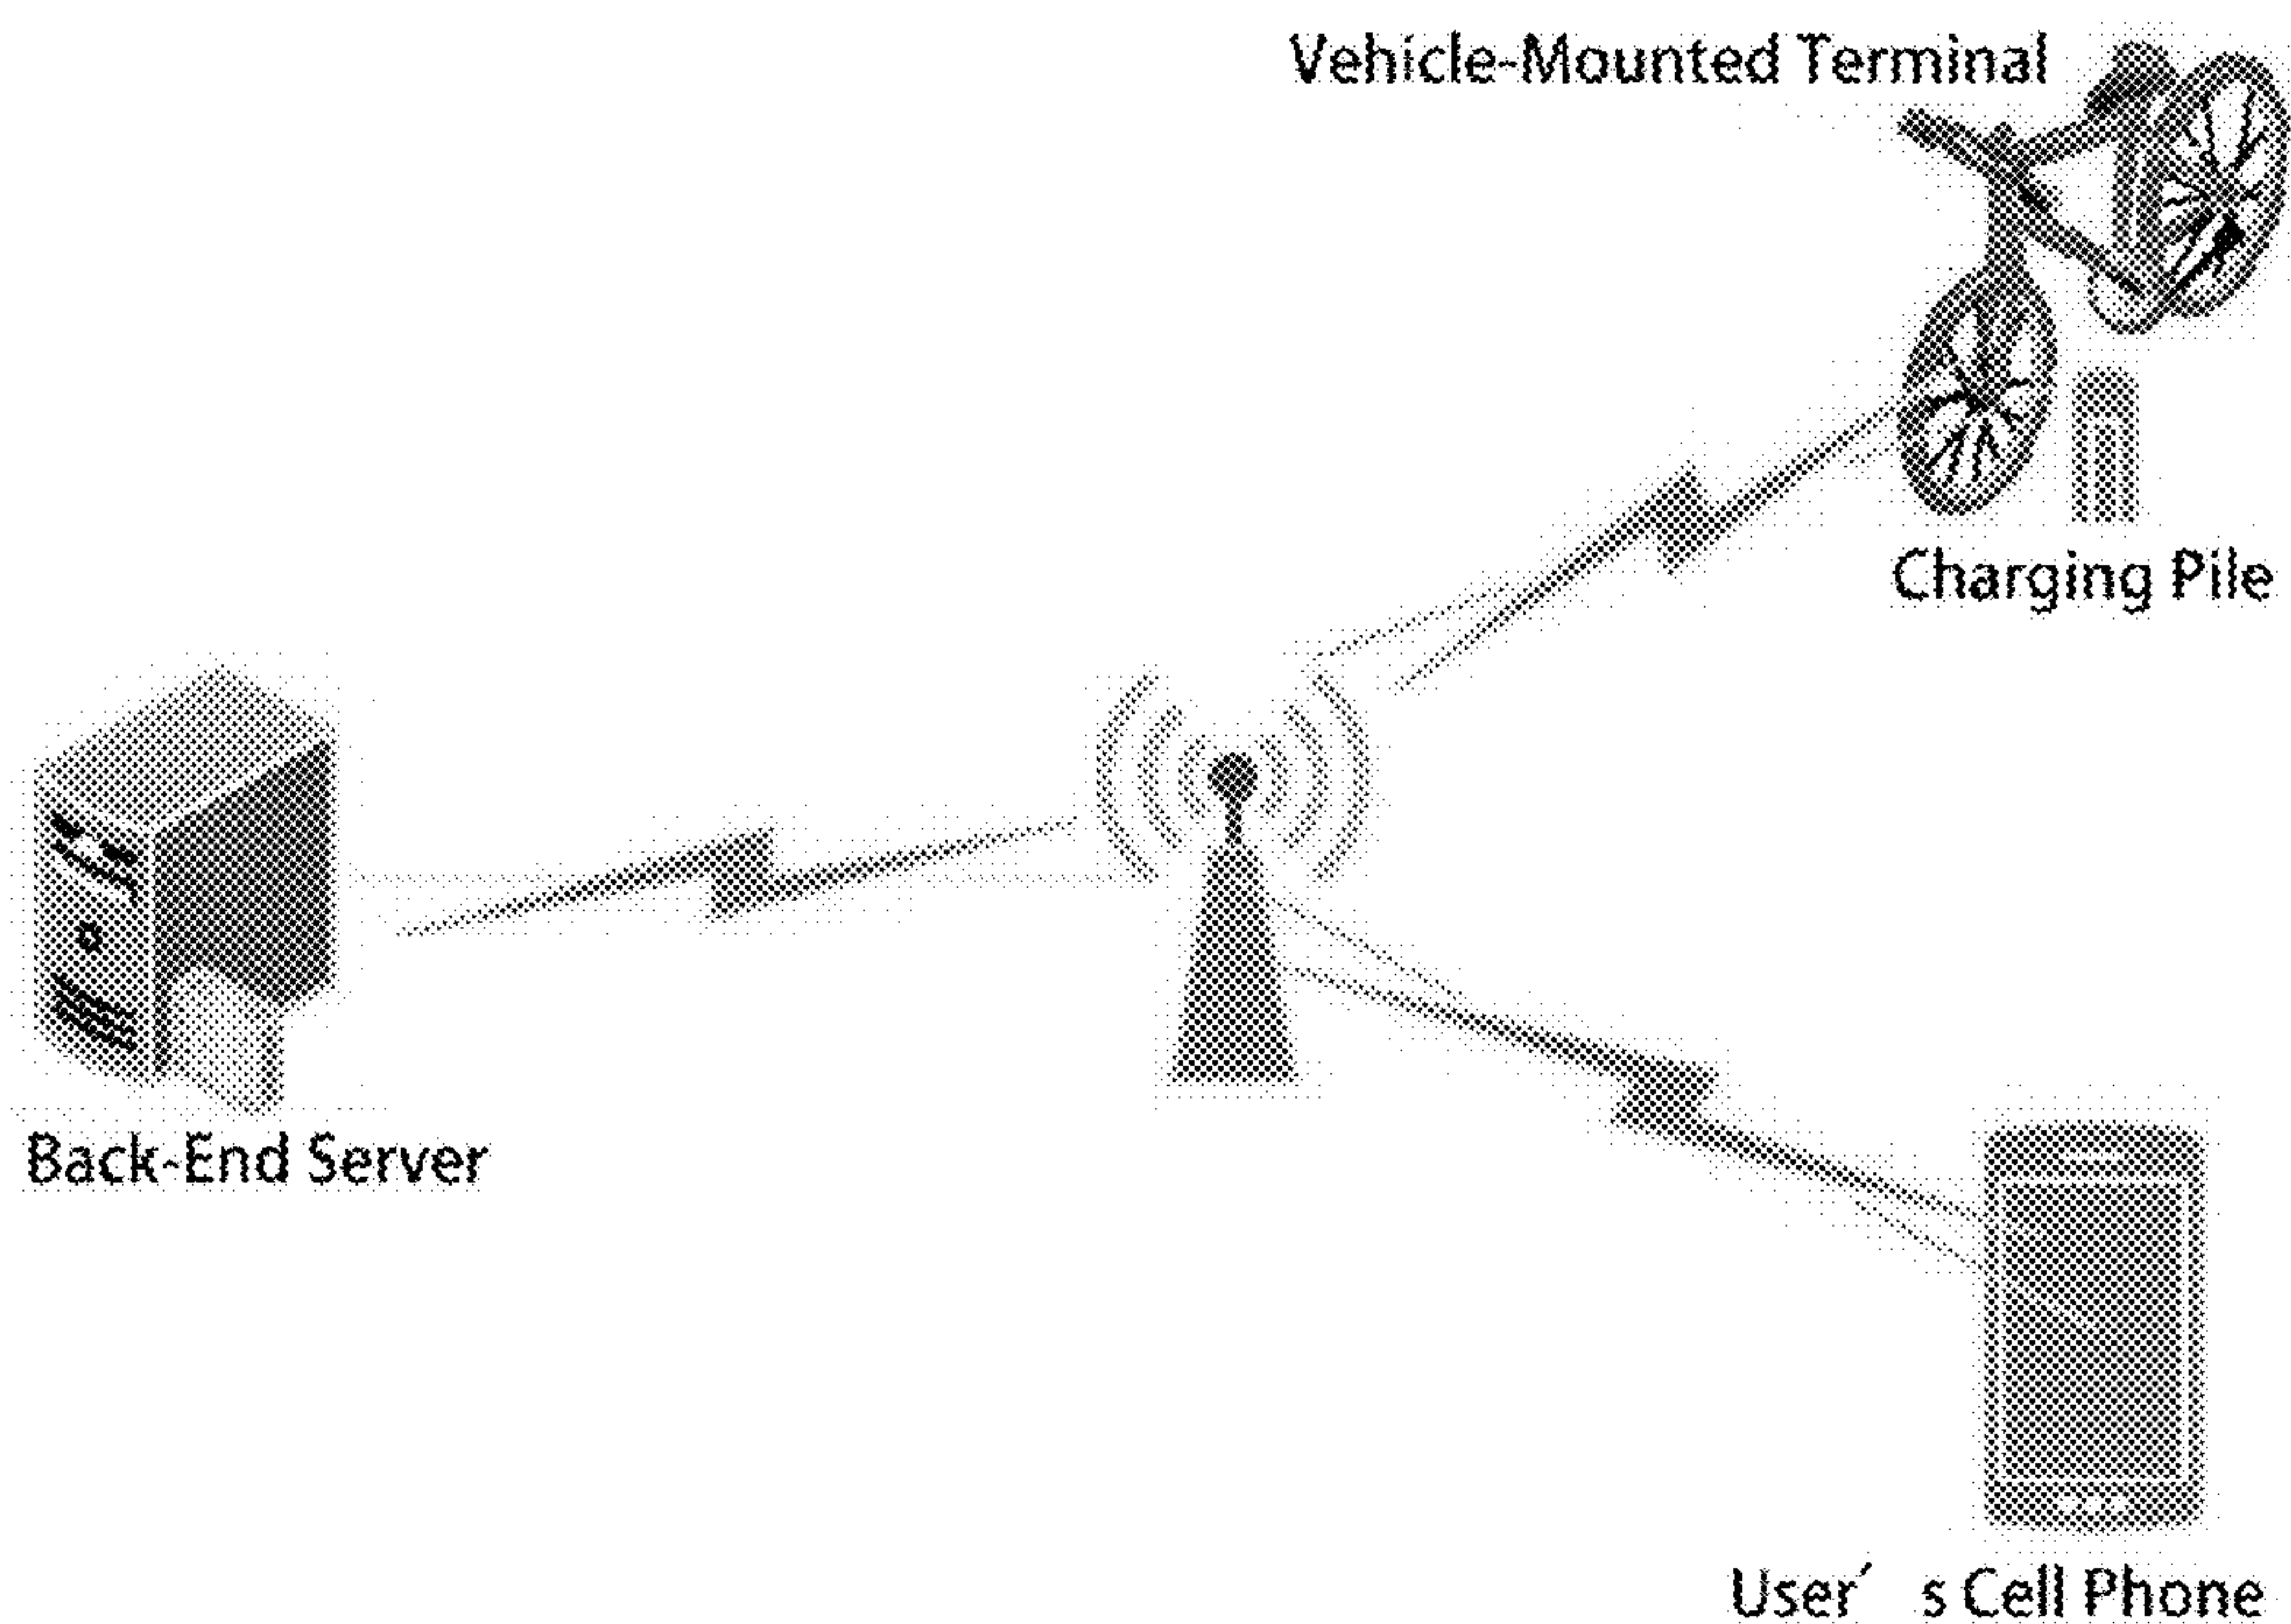 Vehicle-Mounted Terminal
Charging Pile
Back-End Server
User′ s Cell Phone